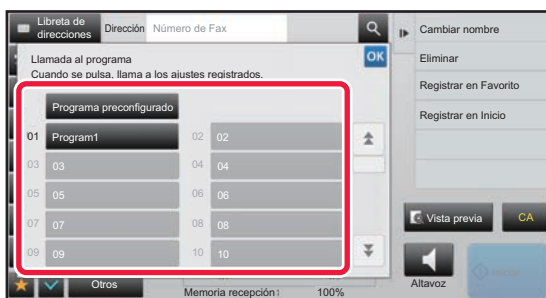 Libreta de direcciones
Dirección
Número de Fax
Cambiar nombre
Llamada al programa
OK
Eliminar
Cuando se pulsa, llama a los ajustes registrados.
Registrar en Favorito
Programa preconfigurado
Registrar en Inicio
01 Program1
02 02
03 03
04 04
05 05
06 06
07 07
08 08
Vista previa
CA
09 09
10 10
Otros
Memoria recepción:
100%
Altavoz